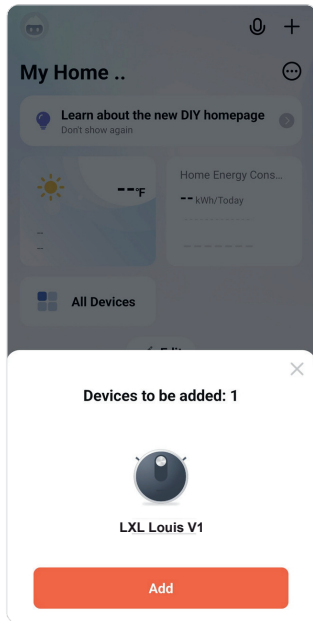 My Home ..
Learn about the new DIY homepage
Don't show again
--°F
--
--
Home Energy Cons...
-- kWh/Today
All Devices
Devices to be added: 1
LXL Louis V1
Add